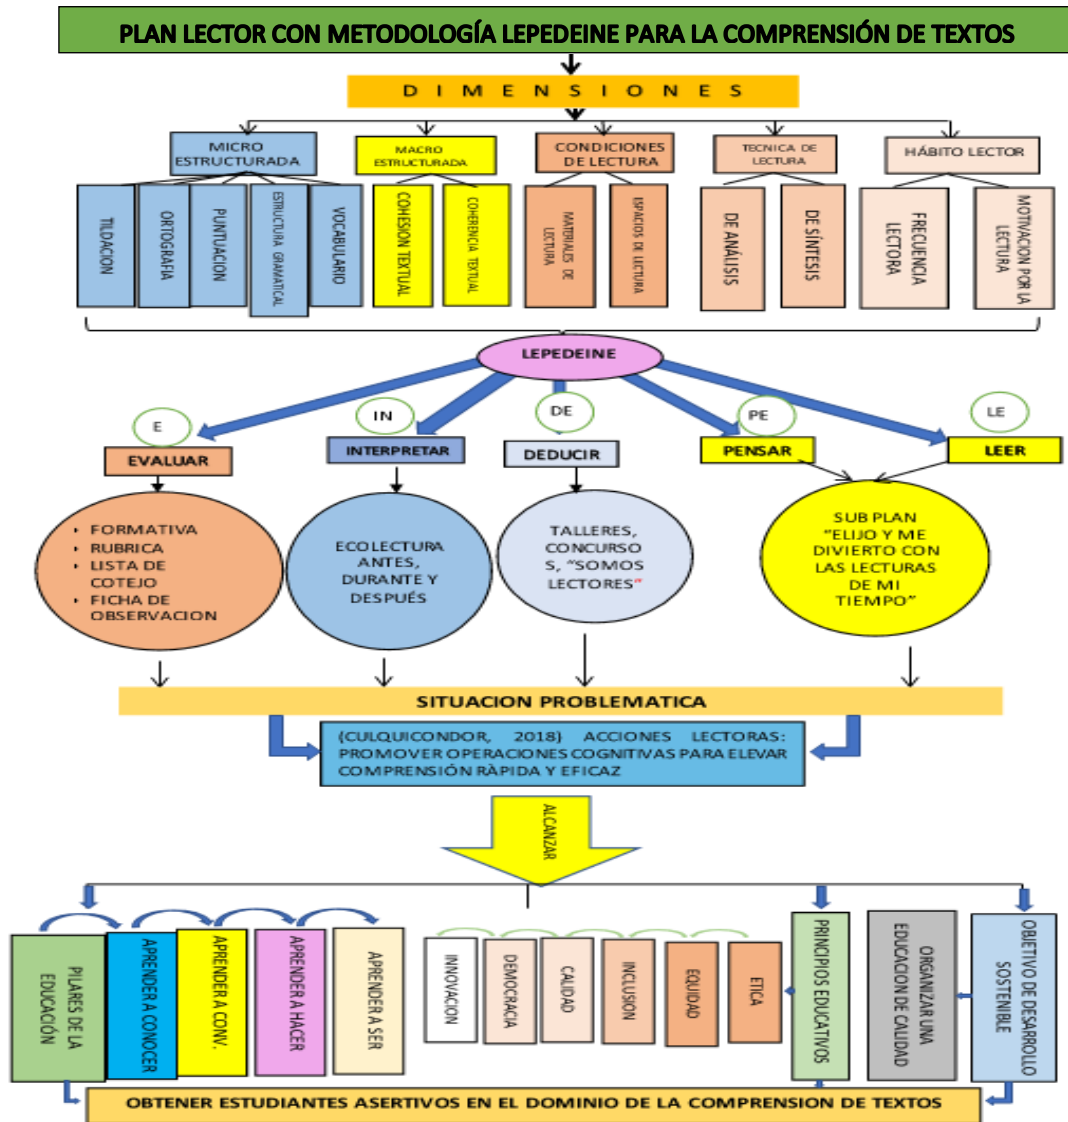 PLAN LECTOR CON METODOLOGÍA LEPEDEINE PARA LA COMPRENSIÓN DE TEXTOS
D I M E N S I O N E S
MICRO
ESTRUCTURADA
MACRO
ESTRUCTURADA
CONDICIONES
DE LECTURA
TECNICA DE
LECTURA
HÁBITO LECTOR
TILDACION
ORTOGRAFIA
PUNTUACION
ESTRUCTURA GRAMATICAL
VOCABULARIO
COHESION TEXTUAL
COHERENCIA TEXTUAL
MATERIALES DE
LECTURA
ESPACIOS DE LECTURA
DE ANÁLISIS
DE SÍNTESIS
FRECUENCIA
LECTORA
MOTIVACION POR LA
LECTURA
LEPEDEINE
E
IN
DE
PE
LE
EVALUAR
INTERPRETAR
DEDUCIR
PENSAR
LEER
• FORMATIVA
• RUBRICA
• LISTA DE
COTEJO
• FICHA DE
OBSERVACION
ECOLECTURA
ANTES,
DURANTE Y
DESPUÉS
TALLERES,
CONCURSO
S, “SOMOS
LECTORES”
SUB PLAN
“ELIJO Y ME
DIVIERTO CON
LAS LECTURAS
DE MI
TIEMPO”
SITUACION PROBLEMATICA
(CULQUICONDOR, 2018) ACCIONES LECTORAS:
PROMOVER OPERACIONES COGNITIVAS PARA ELEVAR
COMPRENSIÓN RÀPIDA Y EFICAZ
ALCANZAR
PILARES DE LA
EDUCACIÓN
APRENDER A CONOCER
APRENDER A CONV.
APRENDER A HACER
APRENDER A SER
INNOVACION
DEMOCRACIA
CALIDAD
INCLUSION
EQUIDAD
ETICA
PRINCIPIOS EDUCATIVOS
ORGANIZAR UNA
EDUCACION DE CALIDAD
OBJETIVO DE DESARROLLO
SOSTENIBLE
OBTENER ESTUDIANTES ASERTIVOS EN EL DOMINIO DE LA COMPRENSION DE TEXTOS